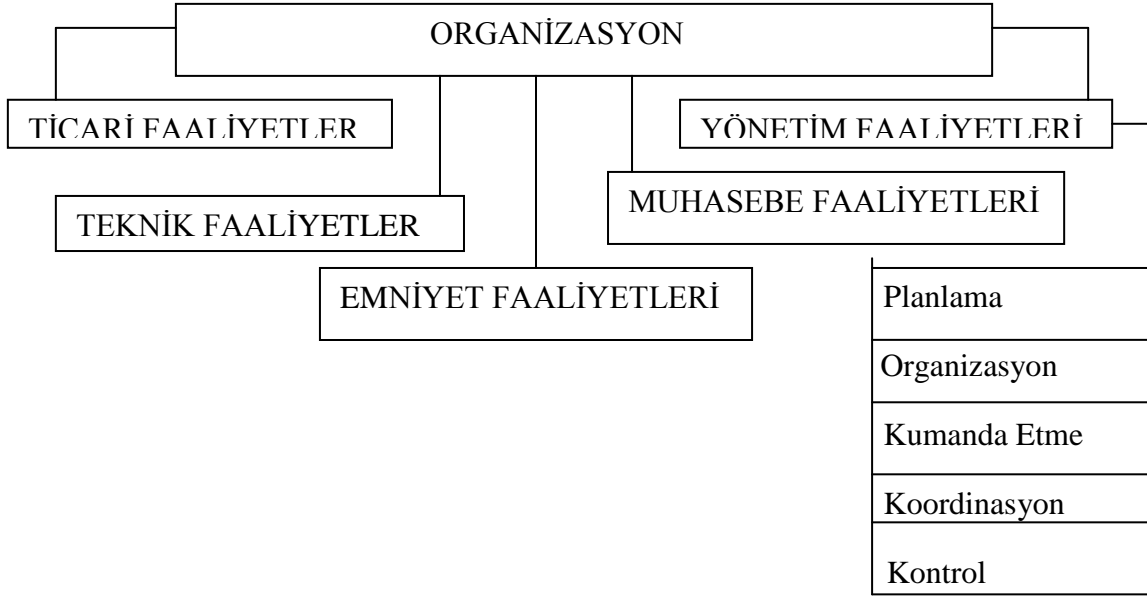 ORGANİZASYON
TİCARİ FAALİYETLER
YÖNETİM FAALİYETLERİ
TEKNİK FAALİYETLER
MUHASEBE FAALİYETLERİ
EMNİYET FAALİYETLERİ
Planlama
Organizasyon
Kumanda Etme
Koordinasyon
Kontrol